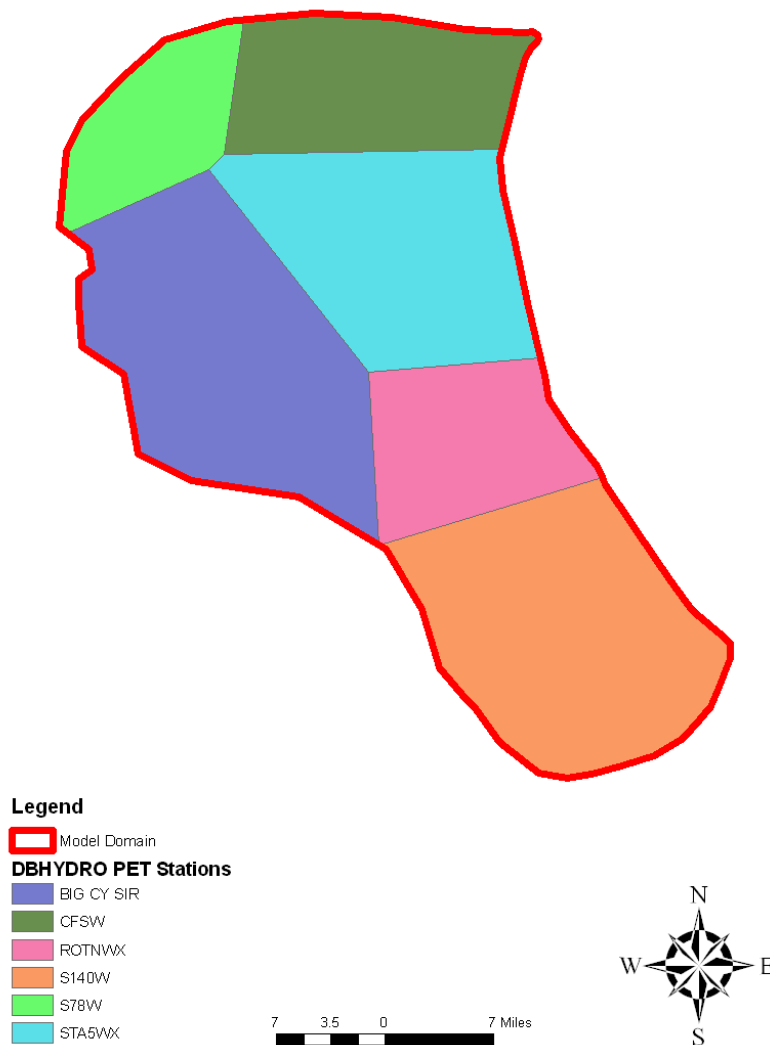 Legend
Model Domain
DBHYDRO PET Stations
BIG CY SIR
CFSW
ROTNWX
S140W
S78W
STA5WX
7 3.5 0 7 Miles
N
W E
S